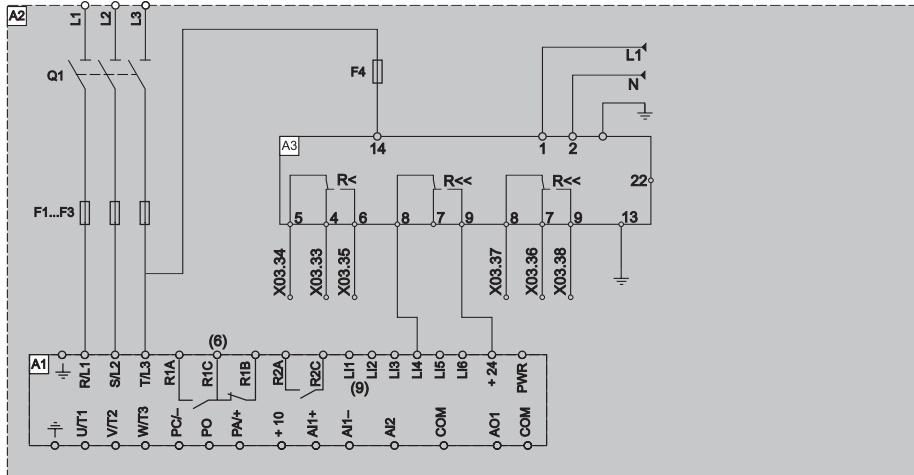 A2
L1 L2 L3
Q1
F4
L1
N
A3
14 1 2
R< R<< R<<
22
5 4 6 8 7 9 8 7 9 13
F1...F3
X03.34 X03.33 X03.35 X03.37 X03.36 X03.38
(6)
A1
R/L1 S/L2 T/L3 R1A R1C R1B R2A R2C LI1 LI2 LI3 LI4 LI5 LI6 + 24 PWR
(9)
U/T1 V/T2 W/T3 PC/– PO PA/+ + 10 AI1+ AI1– AI2 COM AO1 COM